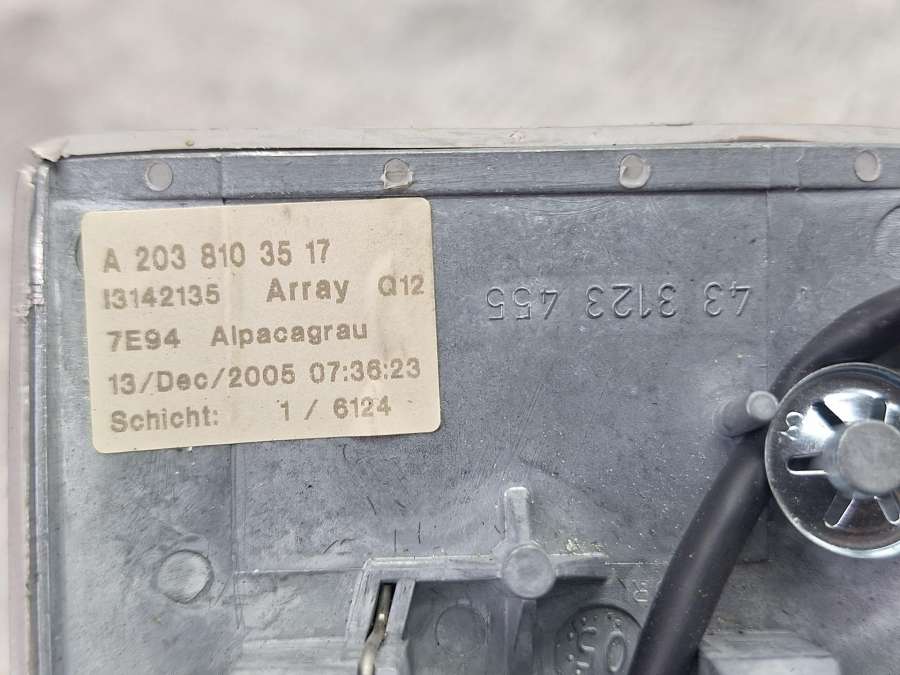 A 203 810 35 17
I3142135 Array Q12
7E94 Alpacagrau
13/Dec/2005 07:36:23
Schicht: 1 / 6124
43 3123 455
05